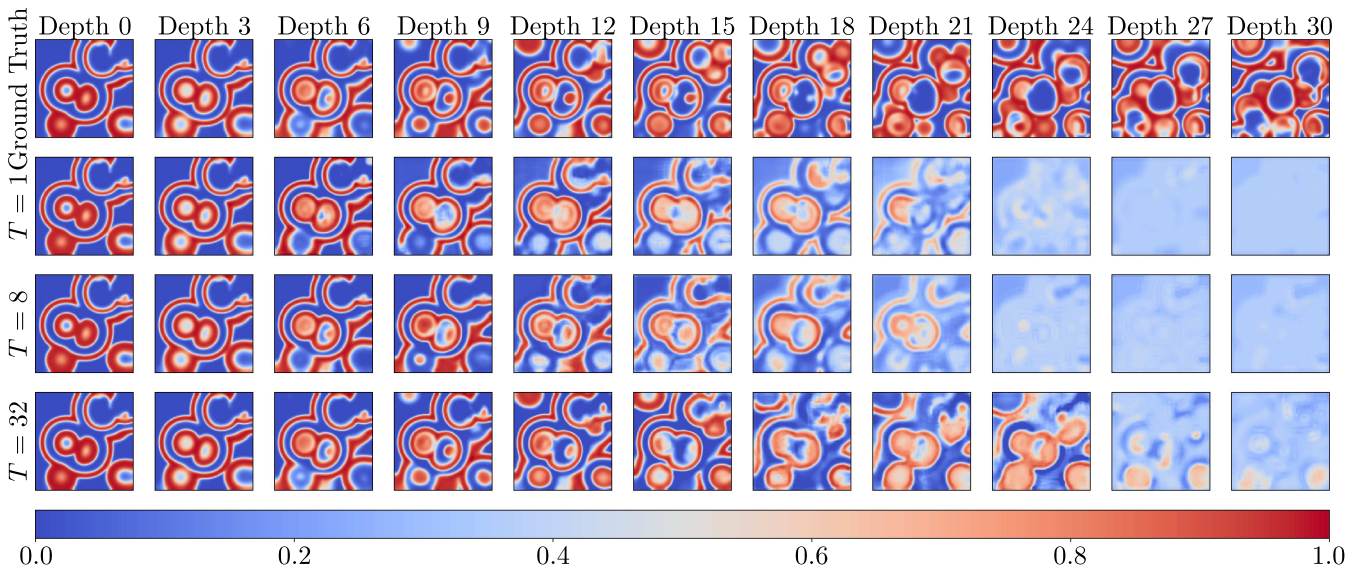 Depth 0 Depth 3 Depth 6 Depth 9 Depth 12 Depth 15 Depth 18 Depth 21 Depth 24 Depth 27 Depth 30
Ground Truth
T = 1
T = 8
T = 32
0.0 0.2 0.4 0.6 0.8 1.0